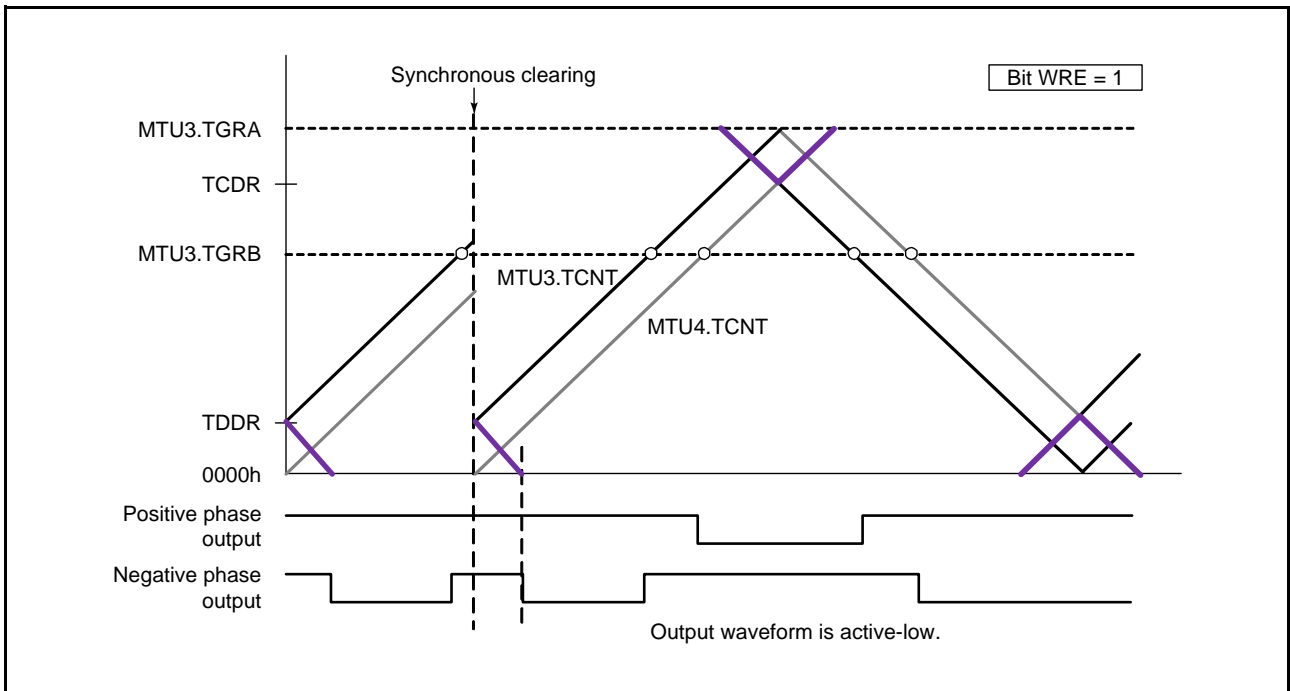 Synchronous clearing
Bit WRE = 1
MTU3.TGRA
TCDR
MTU3.TGRB
MTU3.TCNT
MTU4.TCNT
TDDR
0000h
Positive phase
output
Negative phase
output
Output waveform is active-low.